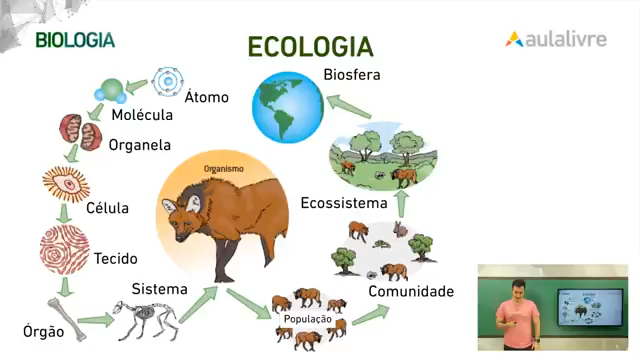 BIOLOGIA
ECOLOGIA
aulalivre
Átomo
Molécula
Organela
Célula
Tecido
Órgão
Sistema
Organismo
População
Comunidade
Ecossistema
Biosfera